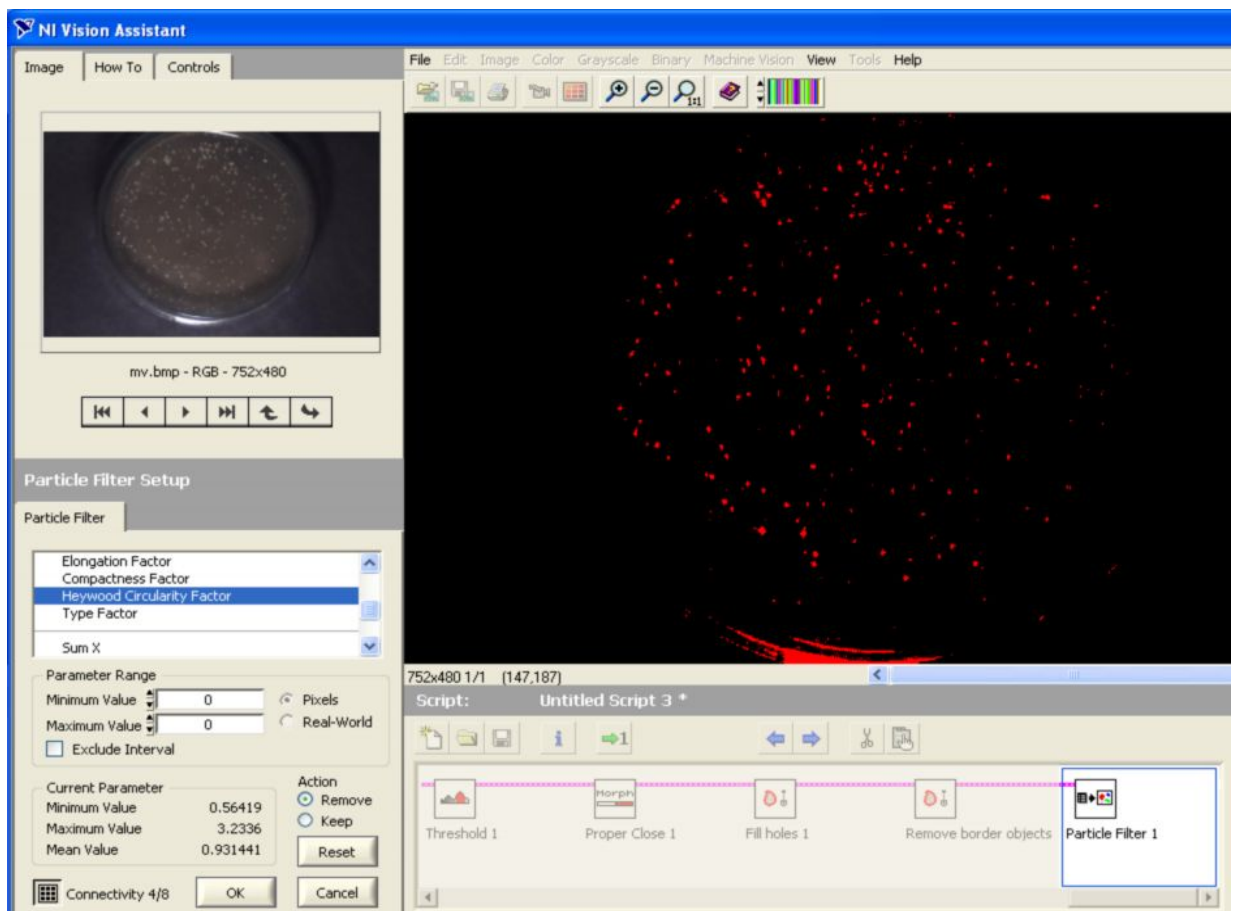 NI Vision Assistant
Image How To Controls
File Edit Image Color Grayscale Binary Machine Vision View Tools Help
1:1
mv.bmp - RGB - 752x480
Particle Filter Setup
Particle Filter
Elongation Factor
Compactness Factor
Heywood Circularity Factor
Type Factor
Sum X
Parameter Range
Minimum Value 0 Pixels
Maximum Value 0 Real-World
Exclude Interval
Current Parameter
Minimum Value 0.56419
Maximum Value 3.2336
Mean Value 0.931441
Action
Remove
Keep
Reset
Connectivity 4/8 OK Cancel
752x480 1/1 (147,187)
Script: Untitled Script 3 *
i 1
Morph
Threshold 1 Proper Close 1 Fill holes 1 Remove border objects Particle Filter 1